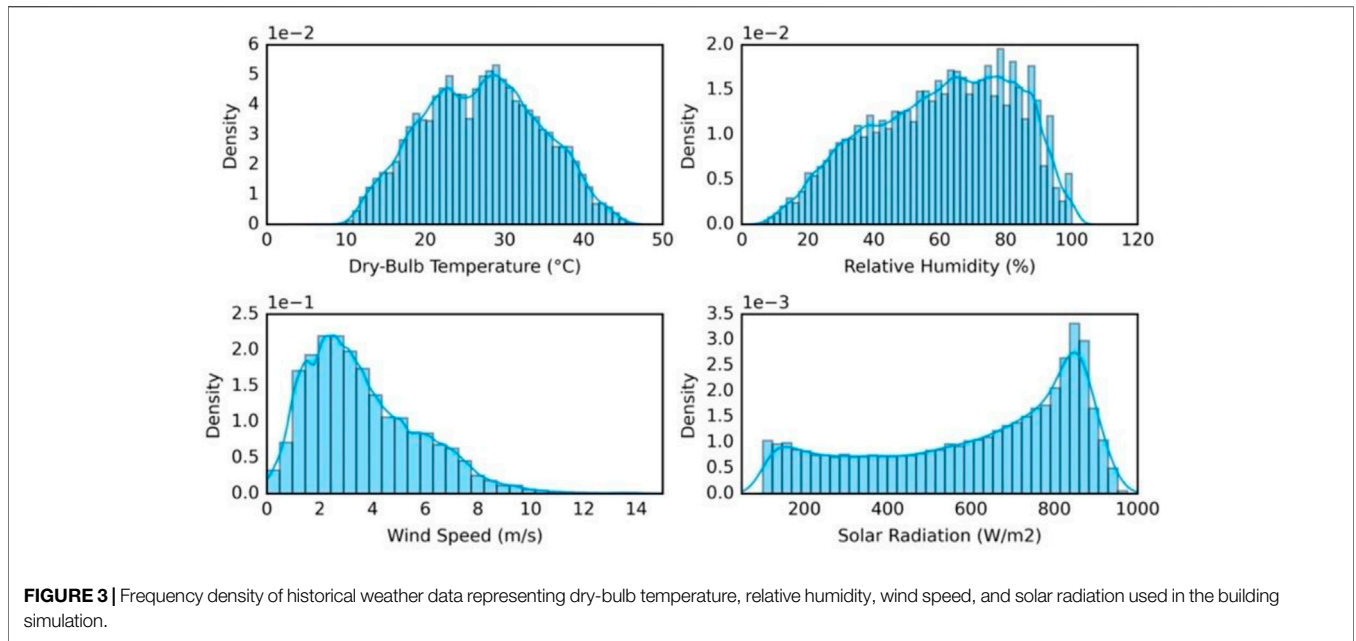 1e−2
6
5
4
3
2
1
0
Density
0 10 20 30 40 50
Dry-Bulb Temperature (°C)
1e−2
2.0
1.5
1.0
0.5
0.0
Density
0 20 40 60 80 100 120
Relative Humidity (%)
1e−1
2.5
2.0
1.5
1.0
0.5
0.0
Density
0 2 4 6 8 10 12 14
Wind Speed (m/s)
1e−3
3.5
3.0
2.5
2.0
1.5
1.0
0.5
0.0
Density
200 400 600 800 1000
Solar Radiation (W/m2)
FIGURE 3 | Frequency density of historical weather data representing dry-bulb temperature, relative humidity, wind speed, and solar radiation used in the building
simulation.